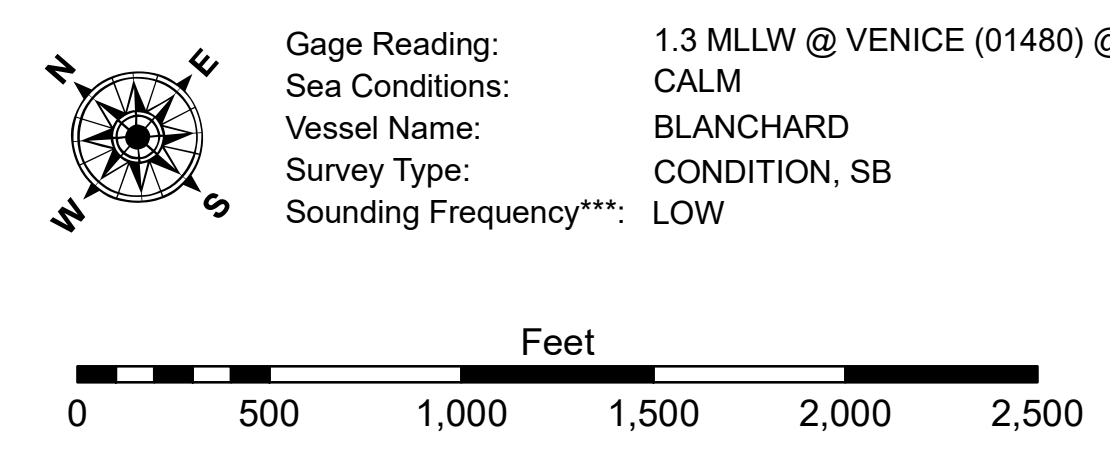 N E
W S
Gage Reading: 1.3 MLLW @ VENICE (01480) @
Sea Conditions: CALM
Vessel Name: BLANCHARD
Survey Type: CONDITION, SB
Sounding Frequency***: LOW
Feet
0 500 1,000 1,500 2,000 2,500